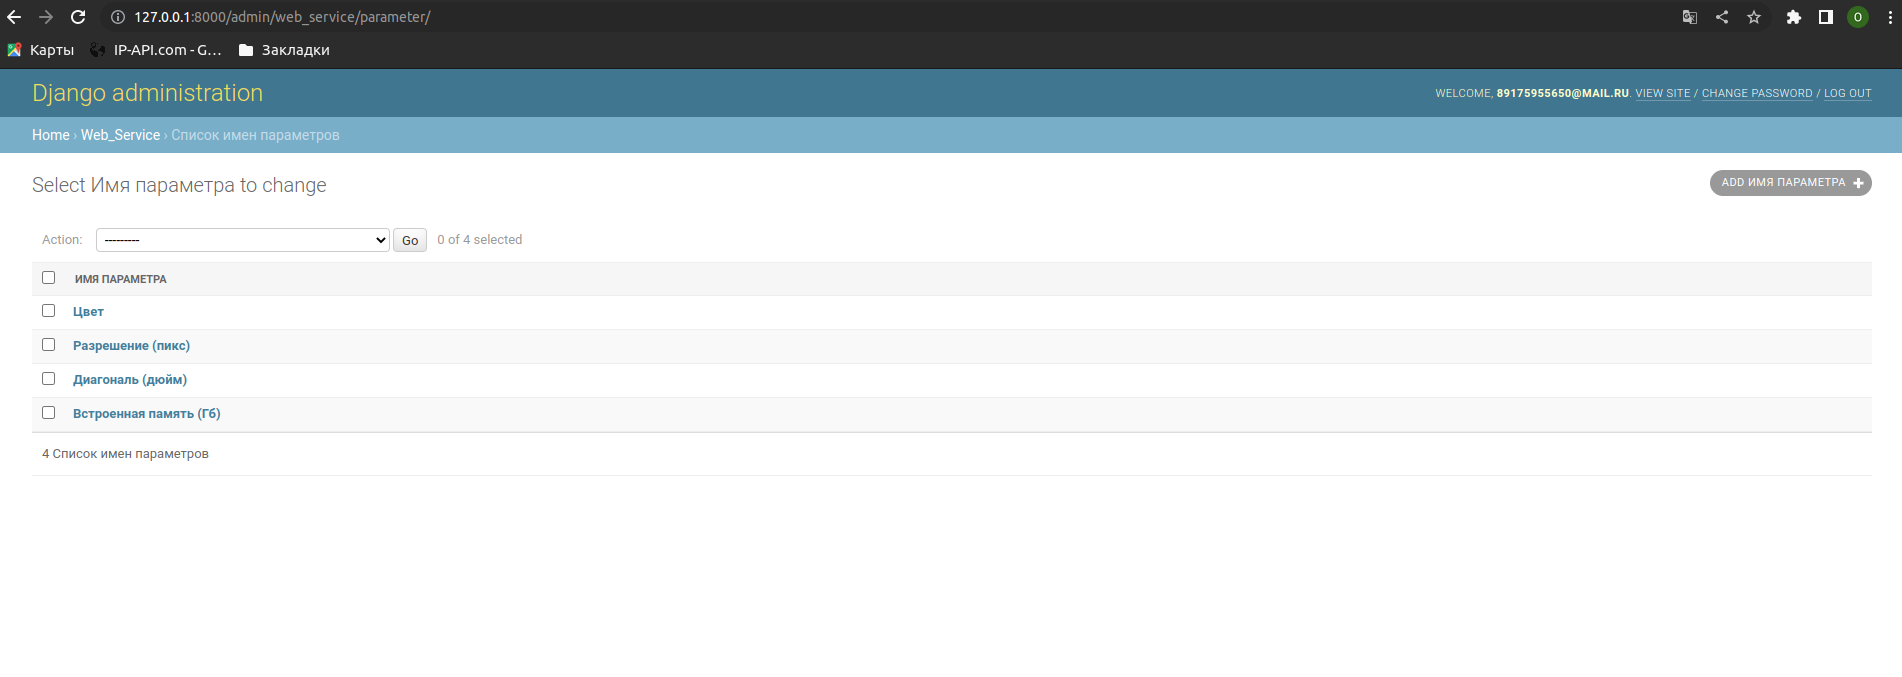 127.0.0.1:8000/admin/web_service/parameter/
O
Карты IP-API.com - G... Закладки
Django administration
WELCOME, 89175955650@MAIL.RU. VIEW SITE / CHANGE PASSWORD / LOG OUT
Home › Web_Service › Список имен параметров
Select Имя параметра to change
ADD ИМЯ ПАРАМЕТРА +
Action: --------- Go 0 of 4 selected
ИМЯ ПАРАМЕТРА
Цвет
Разрешение (пикс)
Диагональ (дюйм)
Встроенная память (Гб)
4 Список имен параметров